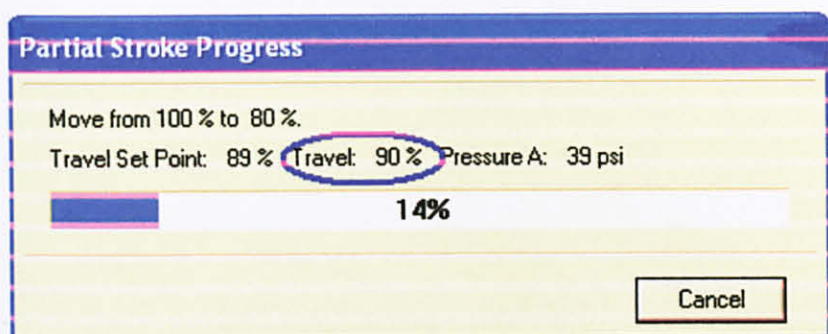 Partial Stroke Progress
Move from 100 % to 80 %.
Travel Set Point: 89 % Travel: 90 % Pressure A: 39 psi
14%
Cancel